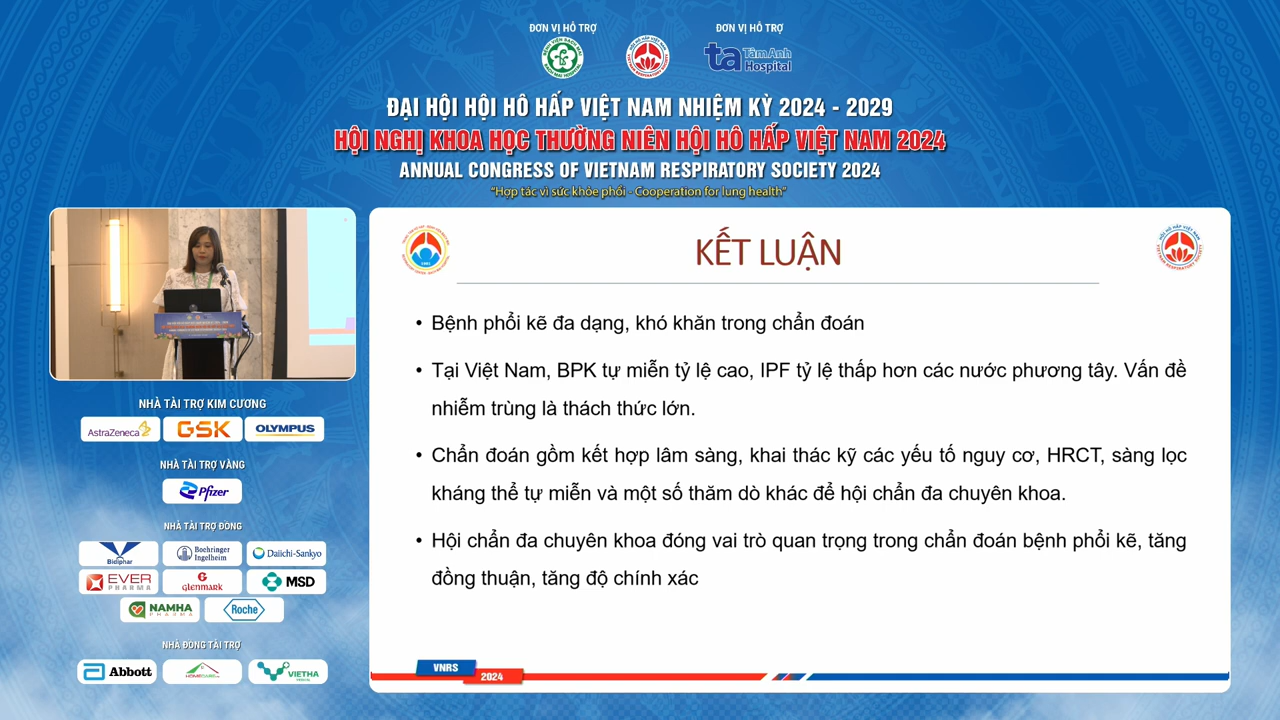 ĐƠN VỊ HỖ TRỢ
ĐƠN VỊ HỖ TRỢ
ta TâmAnh
Hospital
ĐẠI HỘI HỘI HÔ HẤP VIỆT NAM NHIỆM KỲ 2024 - 2029
HỘI NGHỊ KHOA HỌC THƯỜNG NIÊN HỘI HÔ HẤP VIỆT NAM 2024
ANNUAL CONGRESS OF VIETNAM RESPIRATORY SOCIETY 2024
"Hợp tác vì sức khỏe phổi - Cooperation for lung health"
NHÀ TÀI TRỢ KIM CƯƠNG
AstraZeneca
GSK
OLYMPUS
NHÀ TÀI TRỢ VÀNG
Pfizer
NHÀ TÀI TRỢ ĐỒNG
Bidiphar
Boehringer
Ingelheim
Daiichi-Sankyo
EVER
PHARMA
GLENMARK
MSD
NAMHA
PHARMA
Roche
NHÀ ĐỒNG TÀI TRỢ
Abbott
VIETHA
KẾT LUẬN
• Bệnh phổi kẽ đa dạng, khó khăn trong chẩn đoán
• Tại Việt Nam, BPK tự miễn tỷ lệ cao, IPF tỷ lệ thấp hơn các nước phương tây. Vấn đề
nhiễm trùng là thách thức lớn.
• Chẩn đoán gồm kết hợp lâm sàng, khai thác kỹ các yếu tố nguy cơ, HRCT, sàng lọc
kháng thể tự miễn và một số thăm dò khác để hội chẩn đa chuyên khoa.
• Hội chẩn đa chuyên khoa đóng vai trò quan trọng trong chẩn đoán bệnh phổi kẽ, tăng
đồng thuận, tăng độ chính xác
VNRS
2024